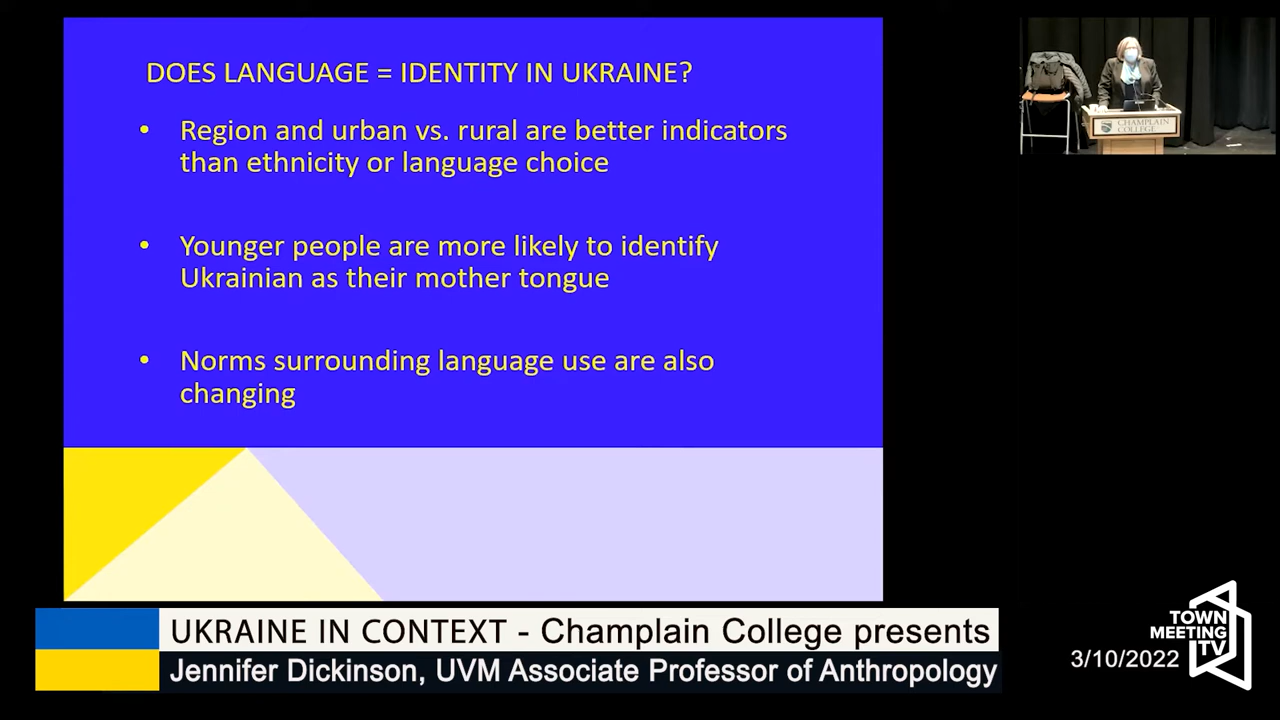 DOES LANGUAGE = IDENTITY IN UKRAINE?
• Region and urban vs. rural are better indicators
than ethnicity or language choice
• Younger people are more likely to identify
Ukrainian as their mother tongue
• Norms surrounding language use are also
changing
CHAMPLAIN
COLLEGE
UKRAINE IN CONTEXT - Champlain College presents
Jennifer Dickinson, UVM Associate Professor of Anthropology
3/10/2022
TOWN
MEETING
TV